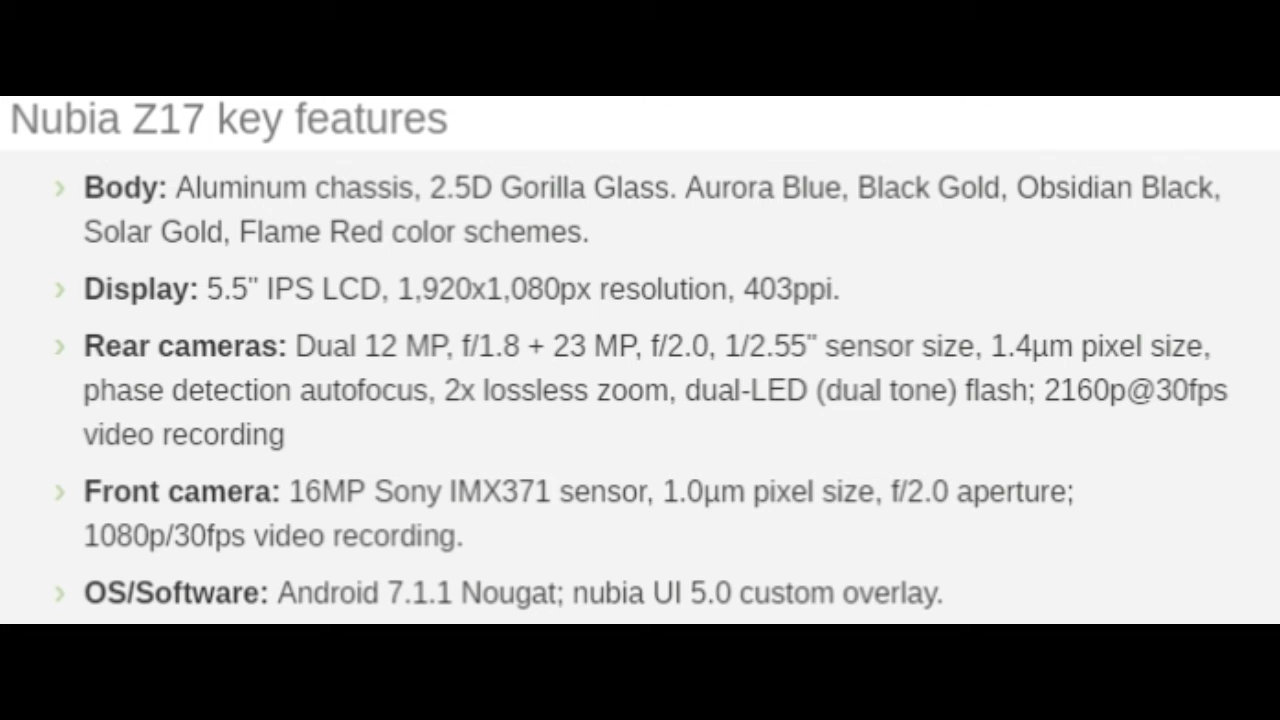 Nubia Z17 key features
› Body: Aluminum chassis, 2.5D Gorilla Glass. Aurora Blue, Black Gold, Obsidian Black,
Solar Gold, Flame Red color schemes.
› Display: 5.5" IPS LCD, 1,920x1,080px resolution, 403ppi.
› Rear cameras: Dual 12 MP, f/1.8 + 23 MP, f/2.0, 1/2.55" sensor size, 1.4µm pixel size,
phase detection autofocus, 2x lossless zoom, dual-LED (dual tone) flash; 2160p@30fps
video recording
› Front camera: 16MP Sony IMX371 sensor, 1.0µm pixel size, f/2.0 aperture;
1080p/30fps video recording.
› OS/Software: Android 7.1.1 Nougat; nubia UI 5.0 custom overlay.